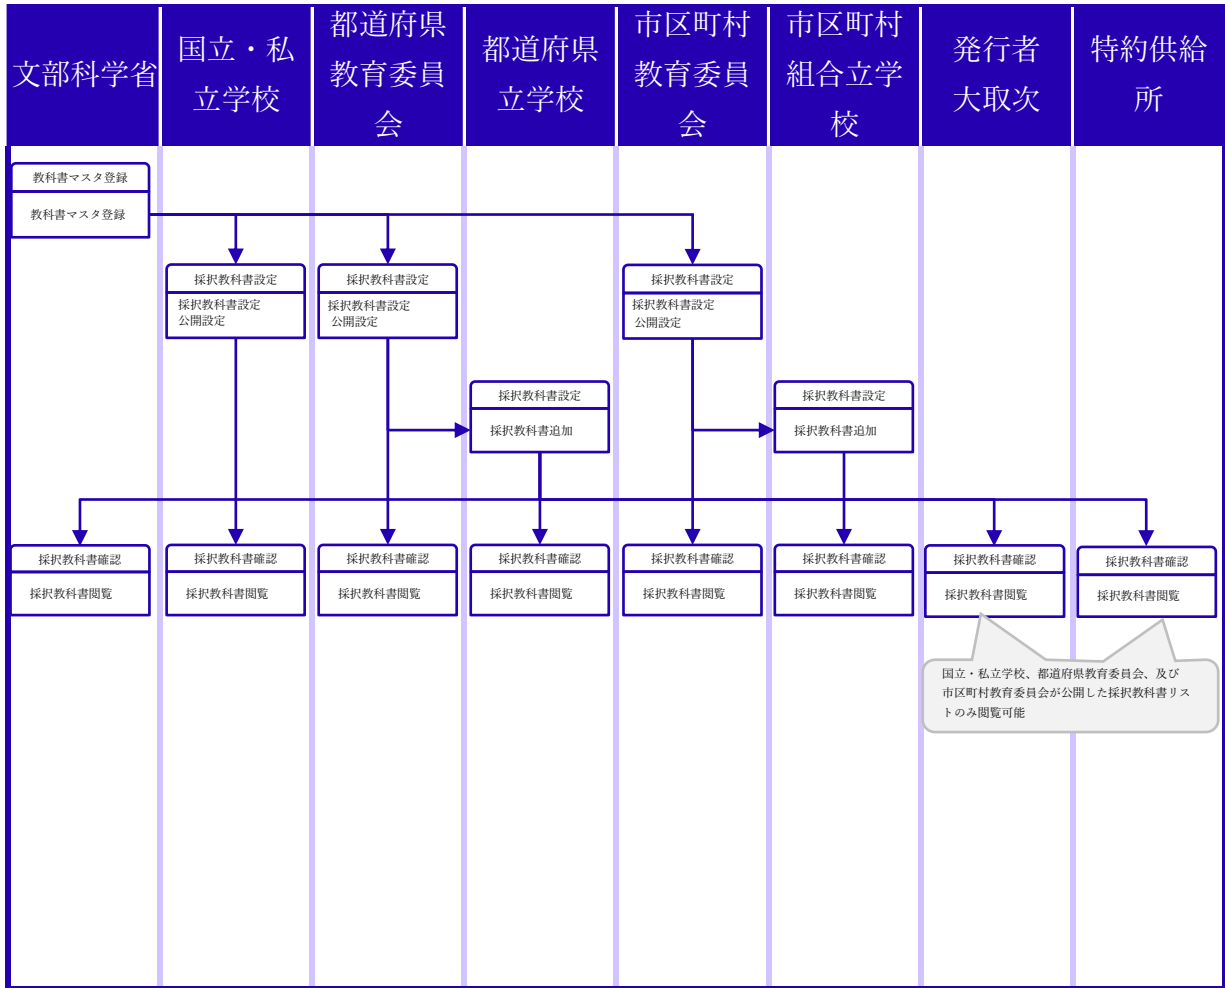 文部科学省
国立・私
立学校
都道府県
教育委員
会
都道府県
立学校
市区町村
教育委員
会
市区町村
組合立学
校
発行者
大取次
特約供給
所
教科書マスタ登録
教科書マスタ登録
採択教科書設定
採択教科書設定
公開設定
採択教科書設定
採択教科書設定
公開設定
採択教科書設定
採択教科書設定
公開設定
採択教科書設定
採択教科書追加
採択教科書設定
採択教科書追加
採択教科書確認
採択教科書閲覧
採択教科書確認
採択教科書閲覧
採択教科書確認
採択教科書閲覧
採択教科書確認
採択教科書閲覧
採択教科書確認
採択教科書閲覧
採択教科書確認
採択教科書閲覧
採択教科書確認
採択教科書閲覧
採択教科書確認
採択教科書閲覧
国立・私立学校、都道府県教育委員会、及び
市区町村教育委員会が公開した採択教科書リス
トのみ閲覧可能